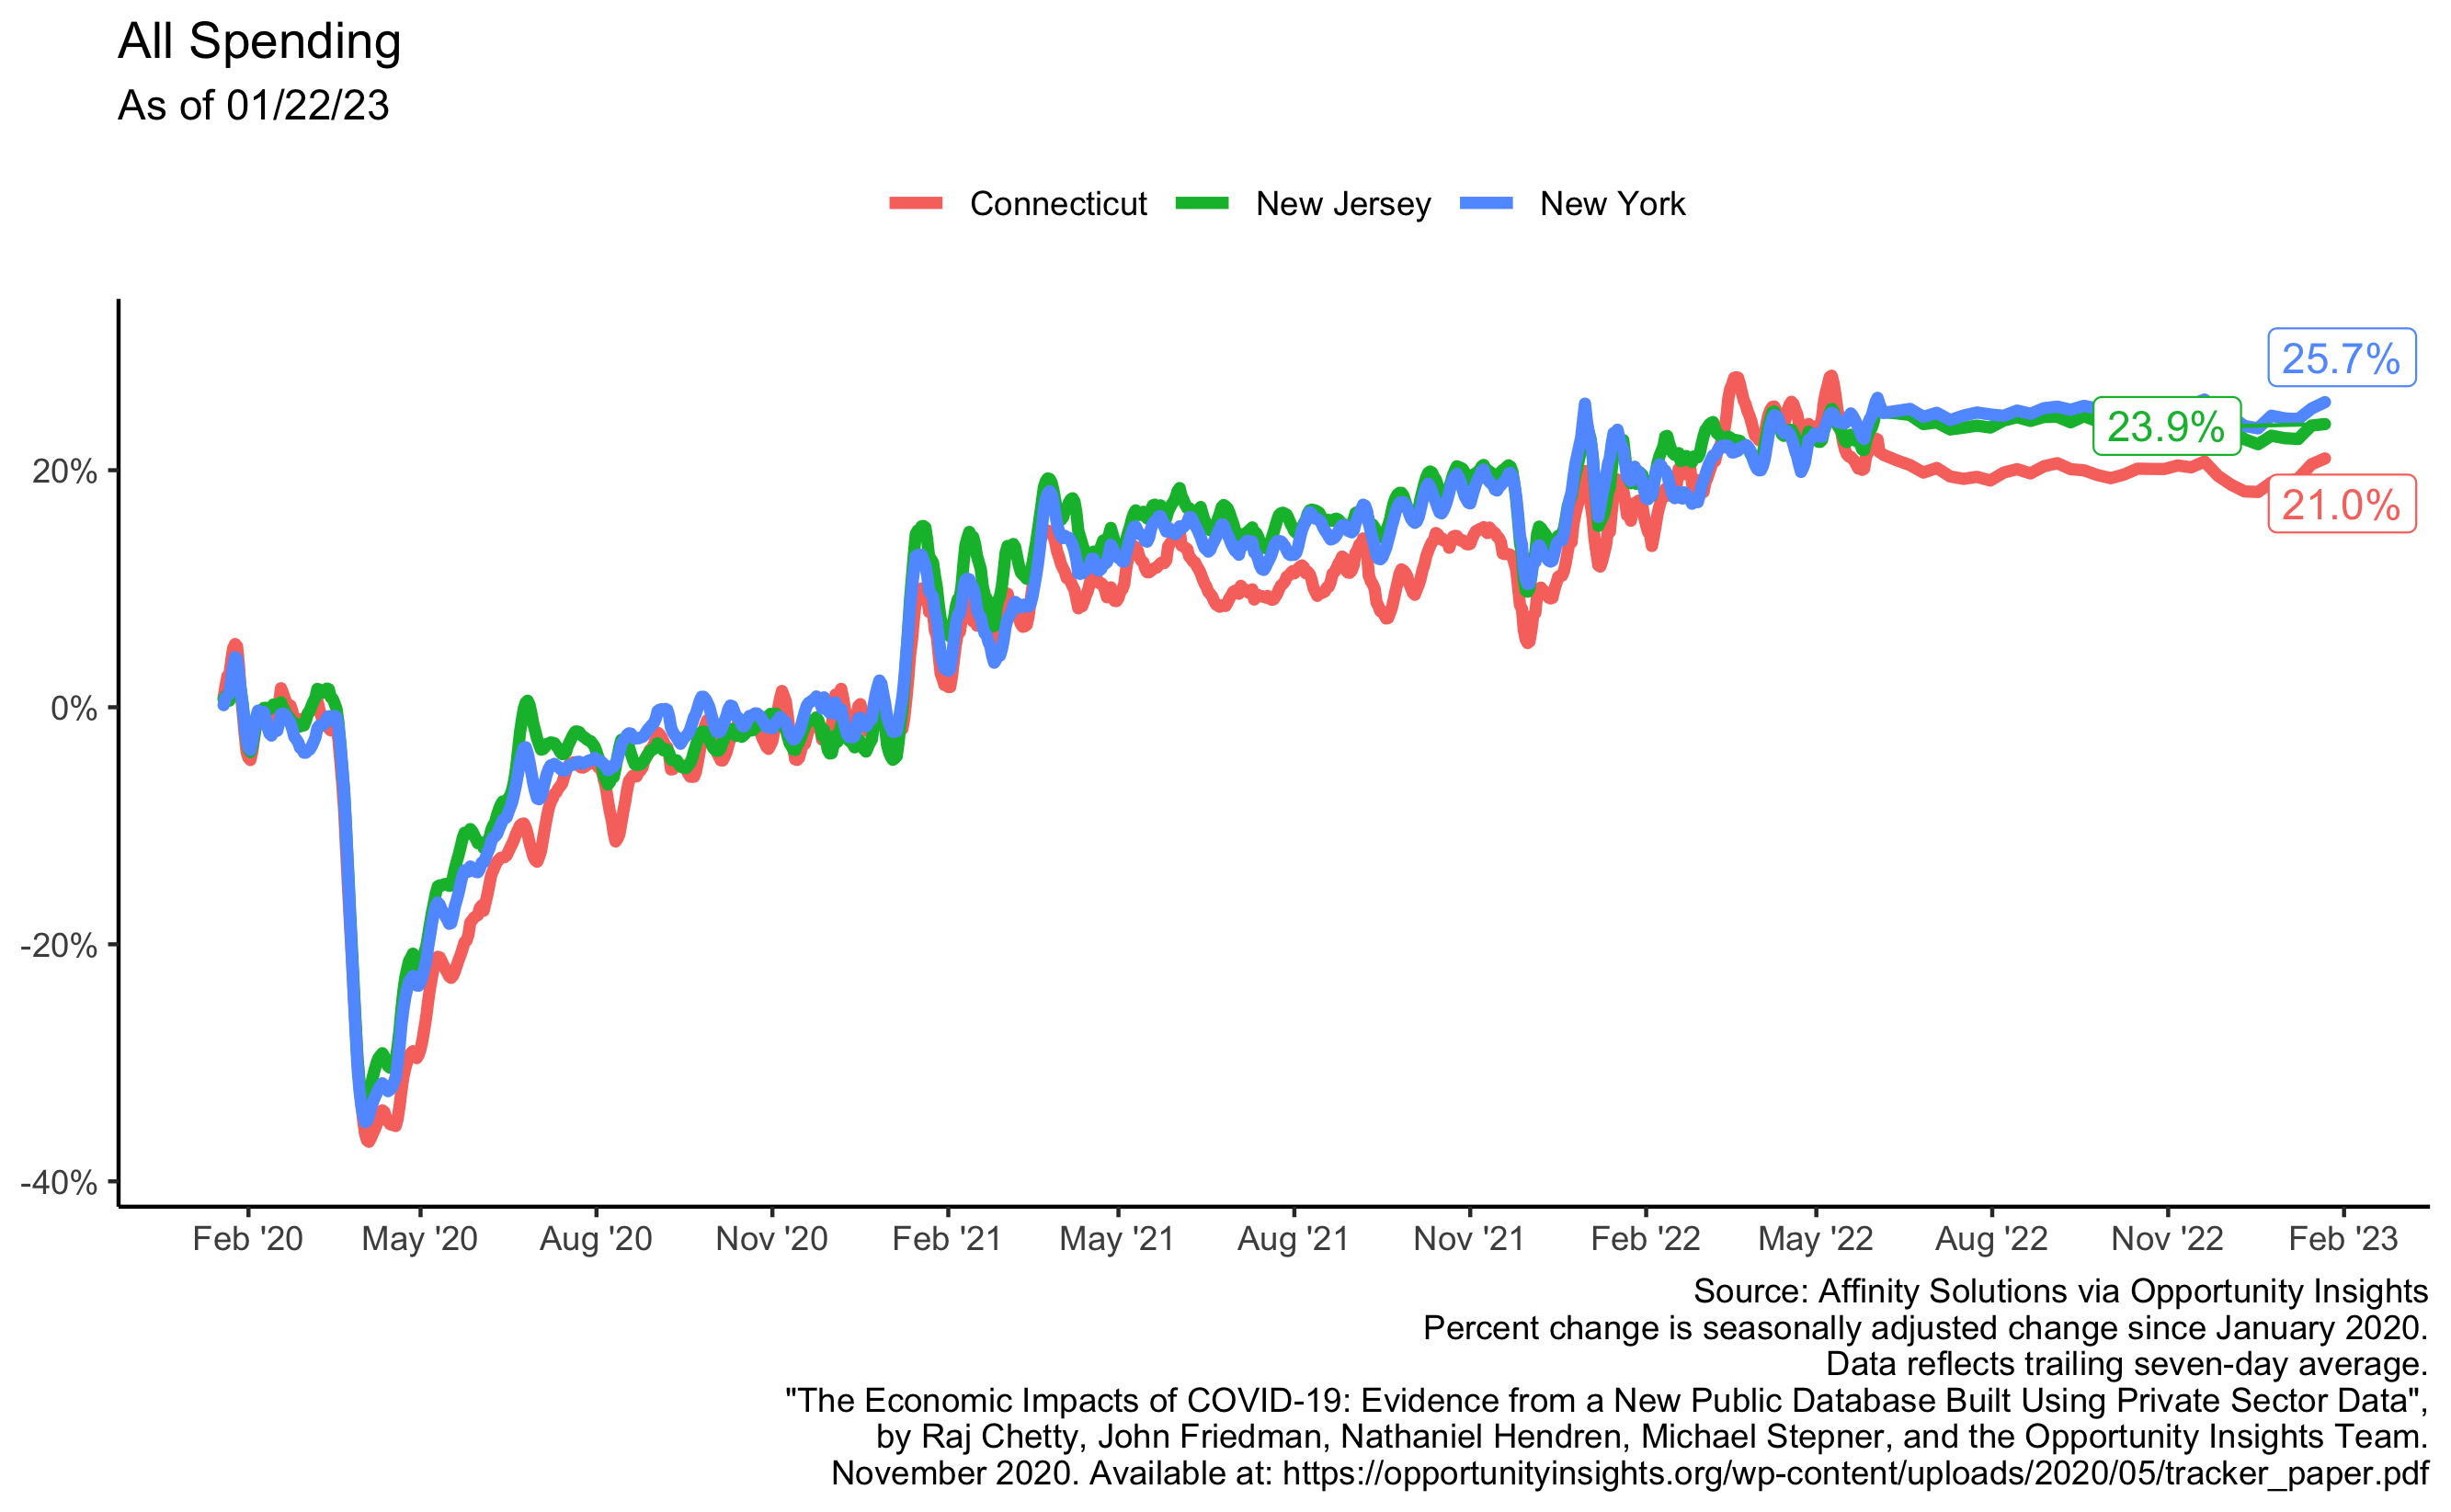 All Spending
As of 01/22/23
Connecticut New Jersey New York
25.7%
23.9%
21.0%
20%
0%
-20%
-40%
Feb '20 May '20 Aug '20 Nov '20 Feb '21 May '21 Aug '21 Nov '21 Feb '22 May '22 Aug '22 Nov '22 Feb '23
Source: Affinity Solutions via Opportunity Insights
Percent change is seasonally adjusted change since January 2020.
Data reflects trailing seven-day average.
"The Economic Impacts of COVID-19: Evidence from a New Public Database Built Using Private Sector Data",
by Raj Chetty, John Friedman, Nathaniel Hendren, Michael Stepner, and the Opportunity Insights Team.
November 2020. Available at: https://opportunityinsights.org/wp-content/uploads/2020/05/tracker_paper.pdf